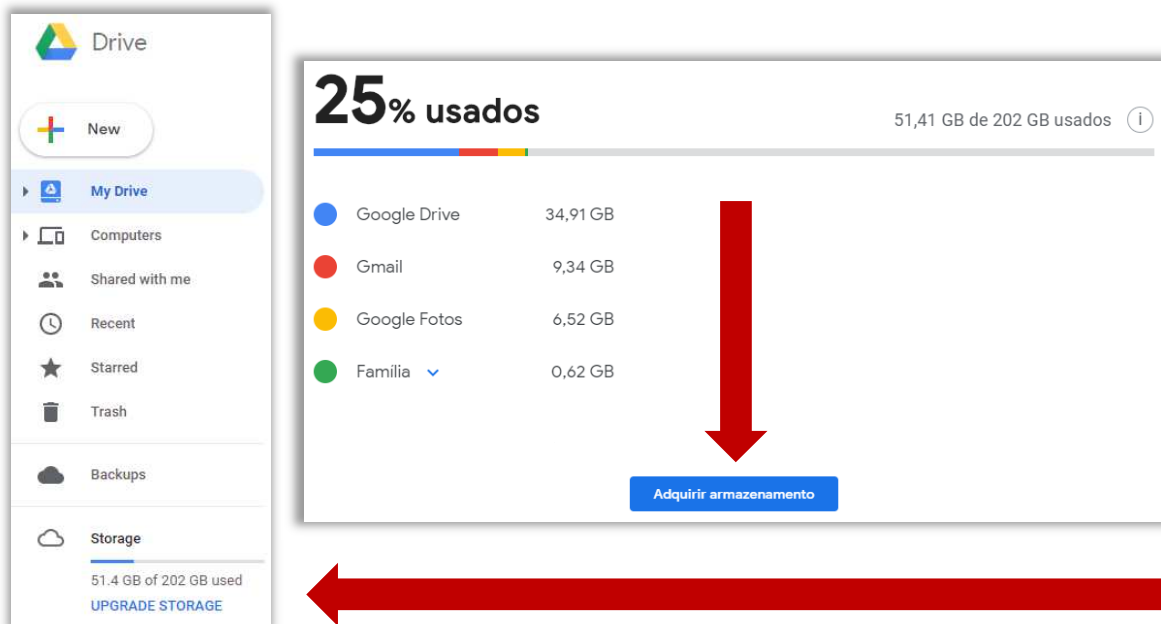 Drive
New
My Drive
Computers
Shared with me
Recent
Starred
Trash
Backups
Storage
51.4 GB of 202 GB used
UPGRADE STORAGE
25% usados
51,41 GB de 202 GB usados i
Google Drive 34,91 GB
Gmail 9,34 GB
Google Fotos 6,52 GB
Família 0,62 GB
Adquirir armazenamento